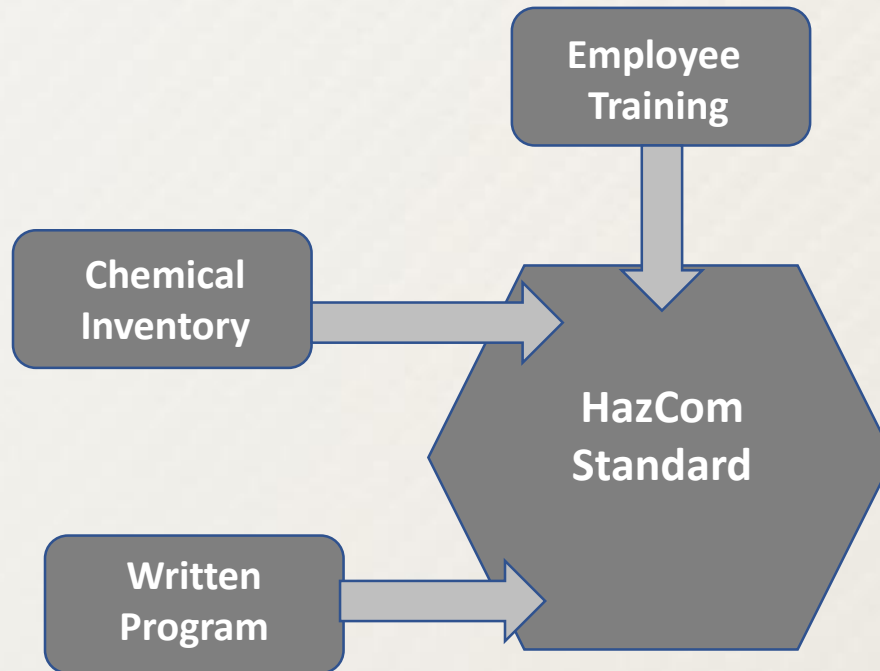 Employee
Training
Chemical
Inventory
HazCom
Standard
Written
Program